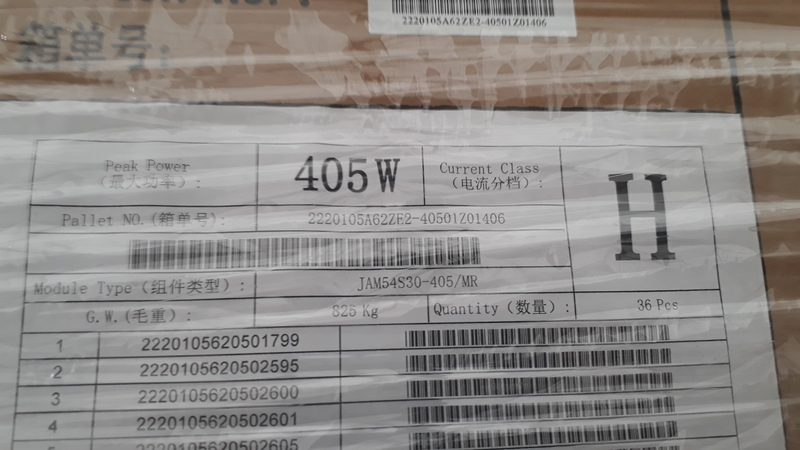 2220105A62ZE2-40501Z01406
箱单号:
Peak Power
(最大功率):
405W
Current Class
(电流分档):
H
Pallet NO.(箱单号):
2220105A62ZE2-40501Z01406
Module Type (组件类型):
JAM54S30-405/MR
G.W.(毛重):
825 Kg
Quantity (数量):
36 Pcs
1 2220105620501799
2 2220105620502595
3 2220105620502600
4 2220105620502601
2220105620502605